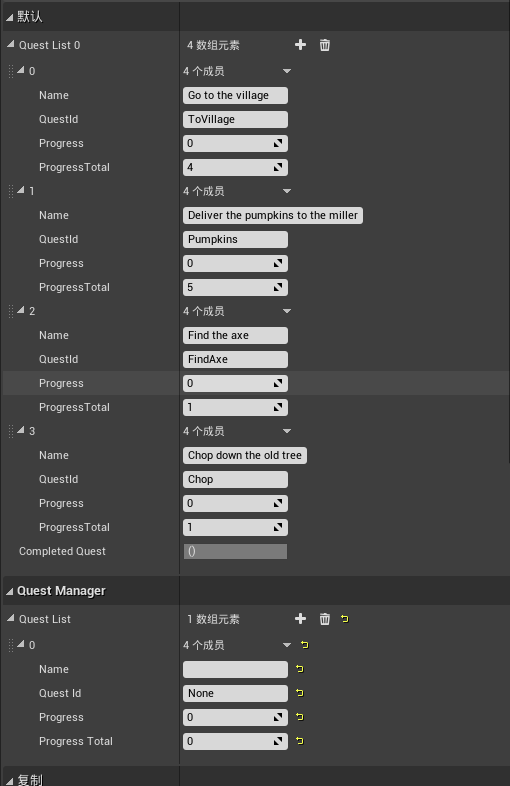 默认
Quest List 0 4 数组元素
0 4 个成员
Name Go to the village
QuestId ToVillage
Progress 0
ProgressTotal 4
1 4 个成员
Name Deliver the pumpkins to the miller
QuestId Pumpkins
Progress 0
ProgressTotal 5
2 4 个成员
Name Find the axe
QuestId FindAxe
Progress 0
ProgressTotal 1
3 4 个成员
Name Chop down the old tree
QuestId Chop
Progress 0
ProgressTotal 1
Completed Quest ()
Quest Manager
Quest List 1 数组元素
0 4 个成员
Name
Quest Id None
Progress 0
Progress Total 0
复制